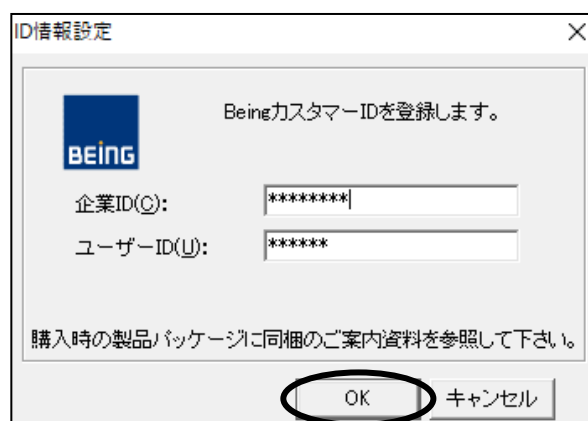 ID情報設定
BeingカスタマーIDを登録します。
BEING
企業ID(C): ********
ユーザーID(U): ******
購入時の製品パッケージに同梱のご案内資料を参照して下さい。
OK キャンセル